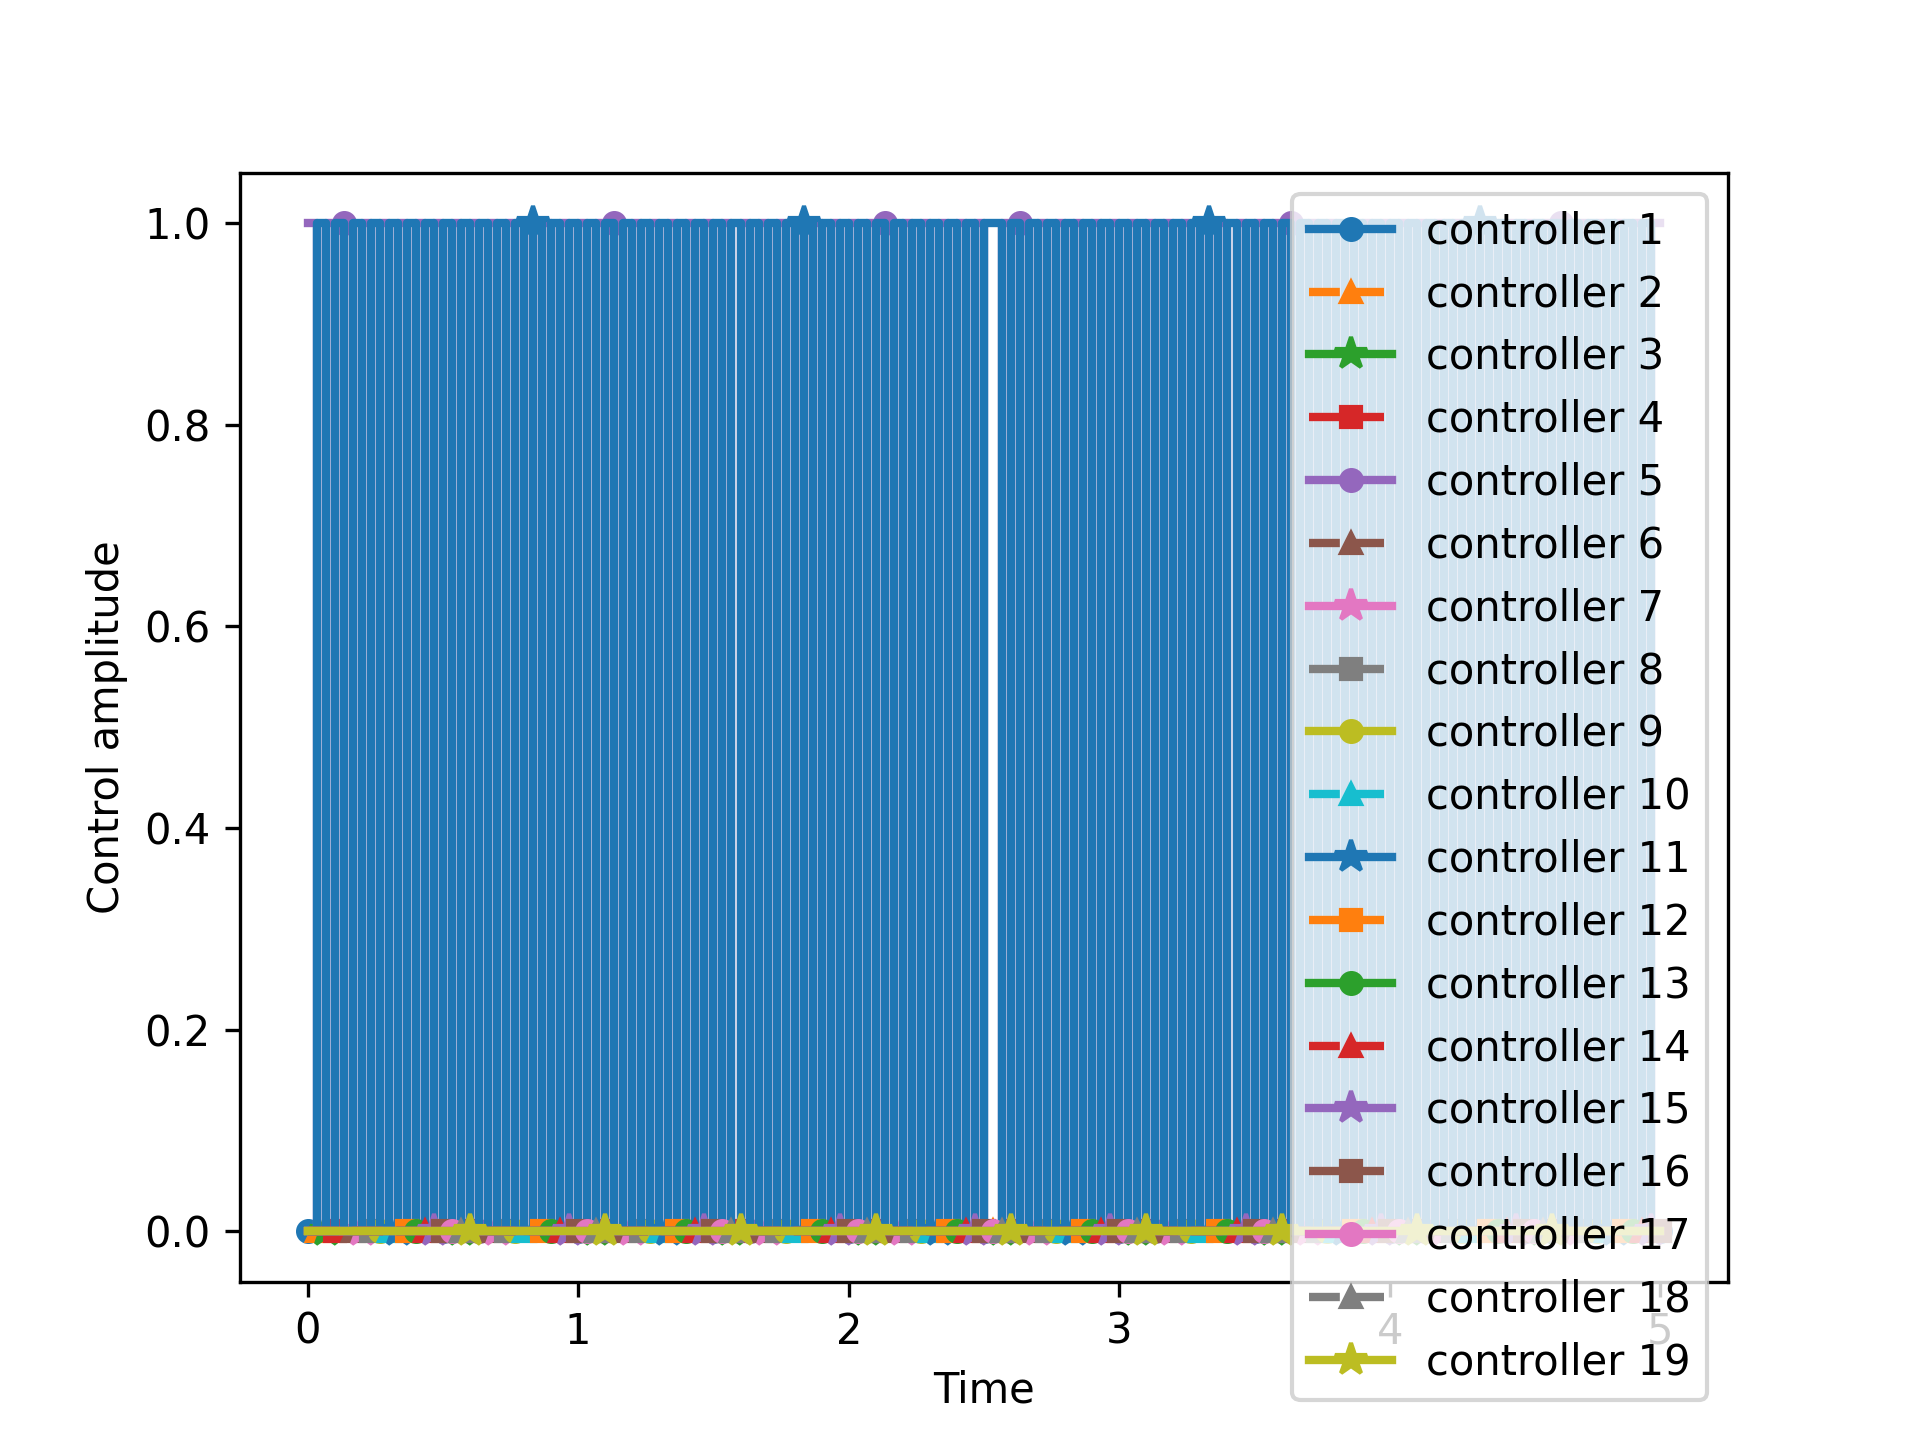 1.0
0.8
0.6
0.4
0.2
0.0
Control amplitude
0 1 2 3 4 5
Time
controller 1
controller 2
controller 3
controller 4
controller 5
controller 6
controller 7
controller 8
controller 9
controller 10
controller 11
controller 12
controller 13
controller 14
controller 15
controller 16
controller 17
controller 18
controller 19